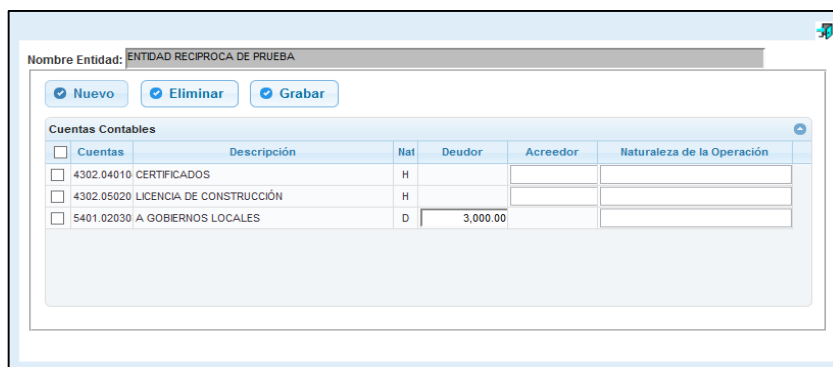 Nombre Entidad: ENTIDAD RECIPROCA DE PRUEBA
Nuevo Eliminar Grabar
Cuentas Contables
Cuentas Descripción Nat Deudor Acreedor Naturaleza de la Operación
4302.04010 CERTIFICADOS H
4302.05020 LICENCIA DE CONSTRUCCIÓN H
5401.02030 A GOBIERNOS LOCALES D 3,000.00